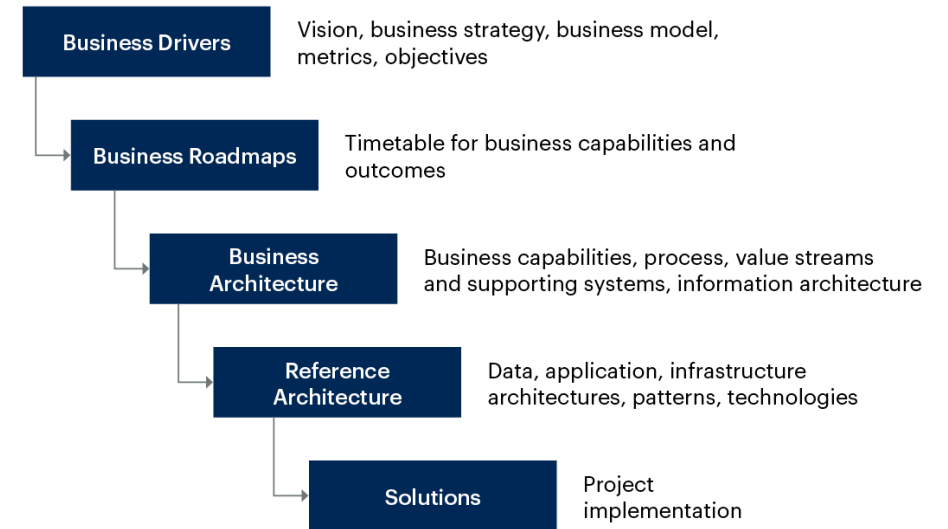 Business Drivers
Vision, business strategy, business model,
metrics, objectives
Business Roadmaps
Timetable for business capabilities and
outcomes
Business
Architecture
Business capabilities, process, value streams
and supporting systems, information architecture
Reference
Architecture
Data, application, infrastructure
architectures, patterns, technologies
Solutions
Project
implementation